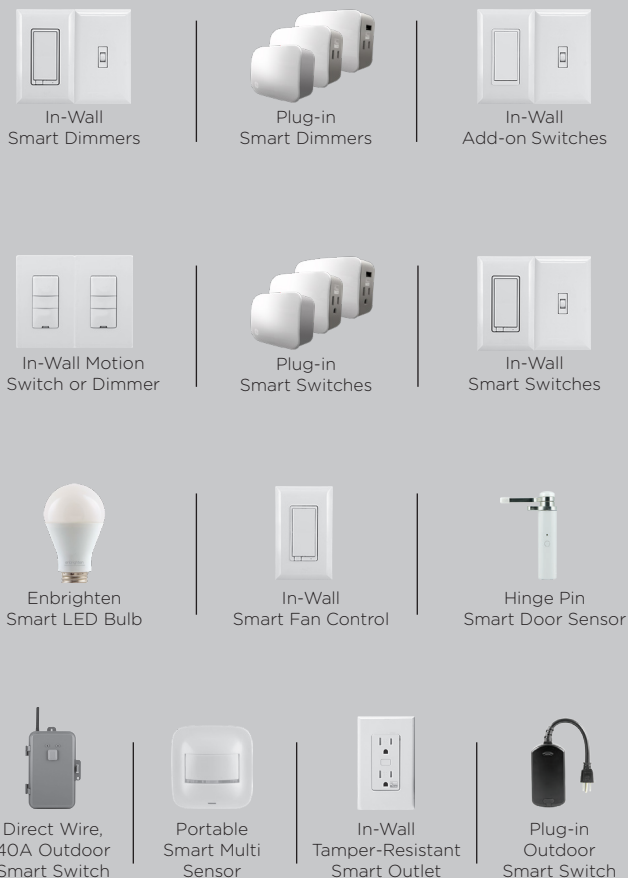 In-Wall
Smart Dimmers
Plug-in
Smart Dimmers
In-Wall
Add-on Switches
In-Wall Motion
Switch or Dimmer
Plug-in
Smart Switches
In-Wall
Smart Switches
Enbrighten
Smart LED Bulb
In-Wall
Smart Fan Control
Hinge Pin
Smart Door Sensor
Direct Wire,
40A Outdoor
Smart Switch
Portable
Smart Multi
Sensor
In-Wall
Tamper-Resistant
Smart Outlet
Plug-in
Outdoor
Smart Switch